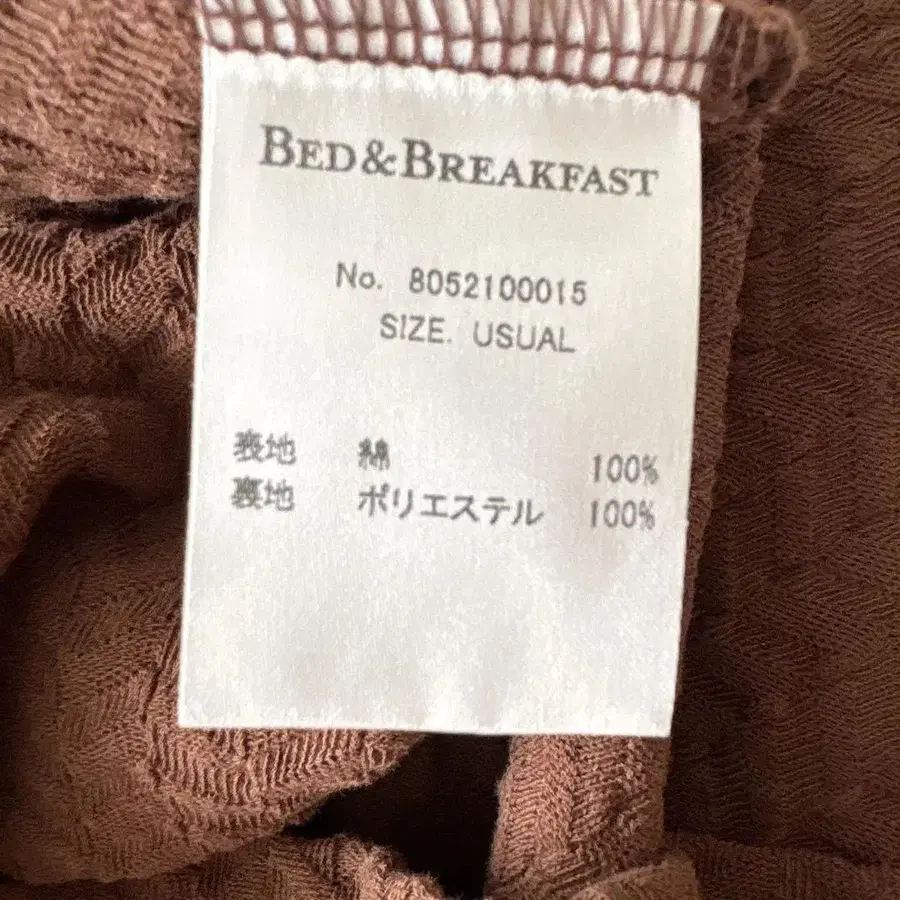 BED&BREAKFAST
No. 8052100015
SIZE. USUAL
表地 綿 100%
裏地 ポリエステル 100%